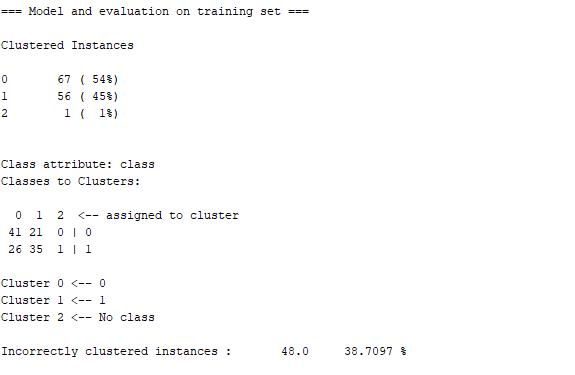 === Model and evaluation on training set ===
Clustered Instances
0       67 ( 54%)
1       56 ( 45%)
2        1 (  1%)
Class attribute: class
Classes to Clusters:
  0  1  2  <-- assigned to cluster
 41 21  0 | 0
 26 35  1 | 1
Cluster 0 <-- 0
Cluster 1 <-- 1
Cluster 2 <-- No class
Incorrectly clustered instances :       48.0     38.7097 %